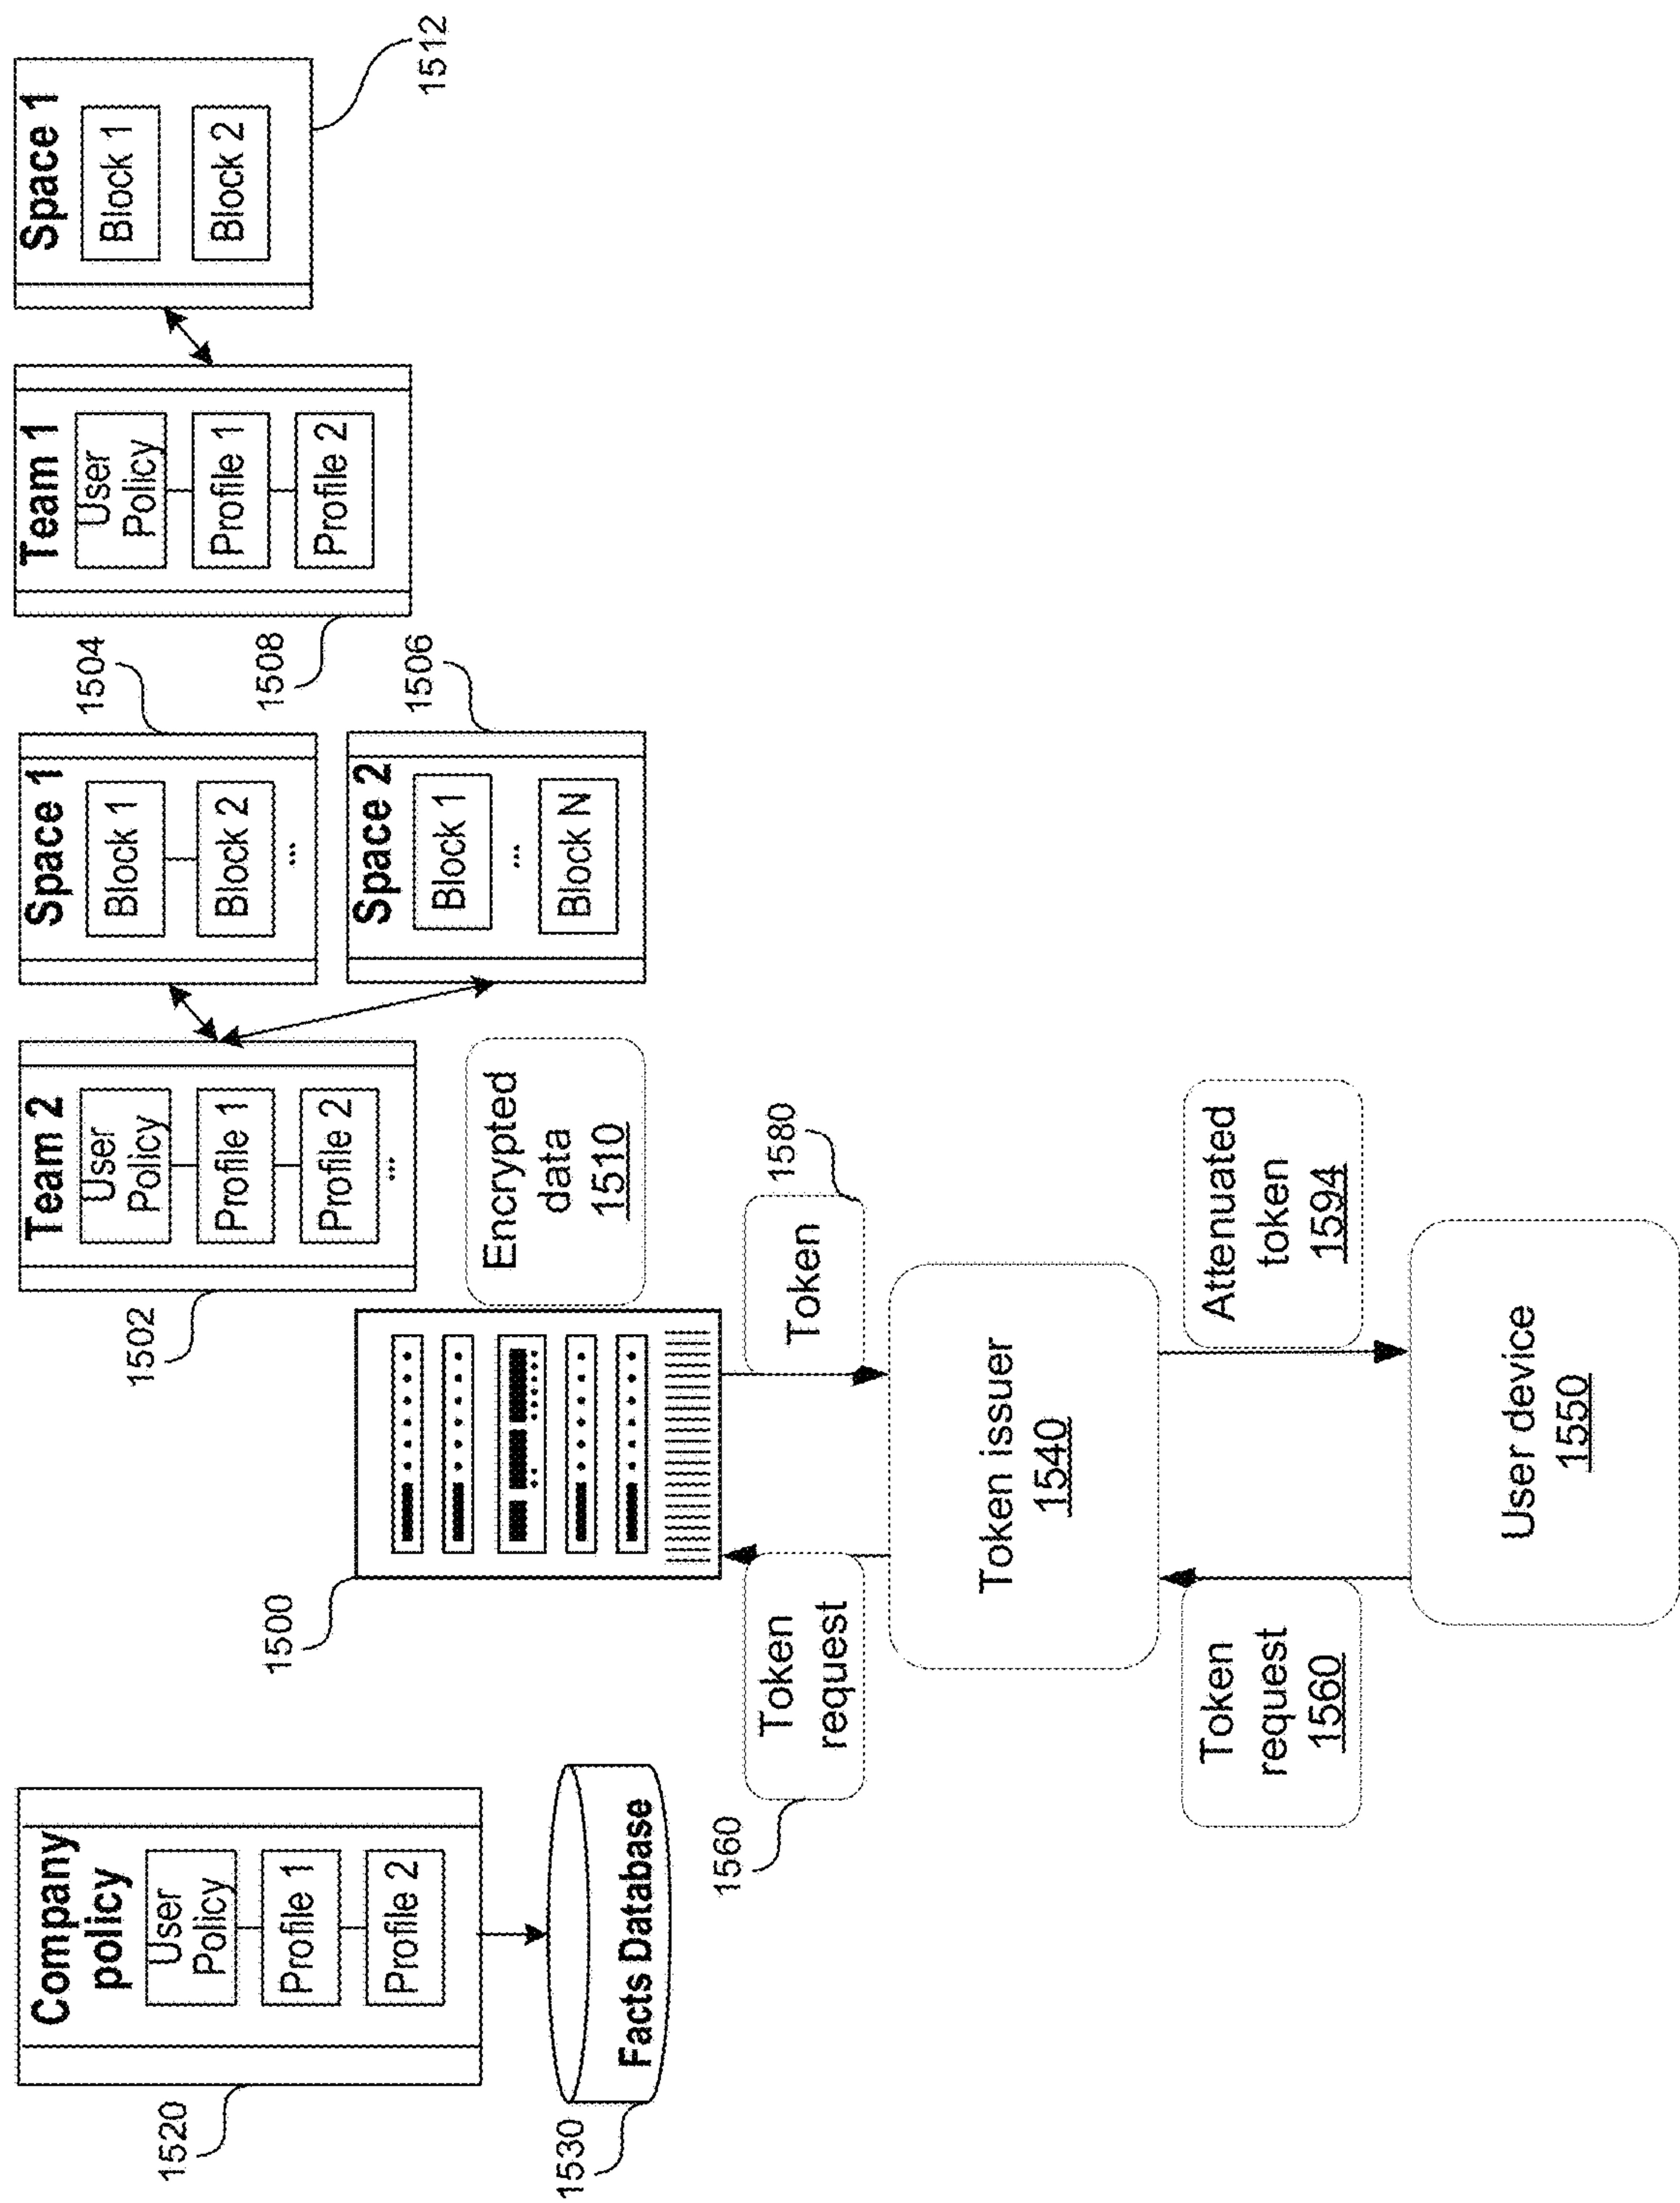 Company
policy
User
Policy
Profile 1
Profile 2
1520
Facts Database
1530
1500
Team 2
User
Policy
Profile 1
Profile 2
...
1502
Space 1
Block 1
Block 2
...
1504
Space 2
Block 1
...
Block N
1506
Team 1
User
Policy
Profile 1
Profile 2
1508
Space 1
Block 1
Block 2
1512
Encrypted
data
1510
Token
request
1560
Token
1580
Token issuer
1540
Token
request
1560
Attenuated
token
1594
User device
1550